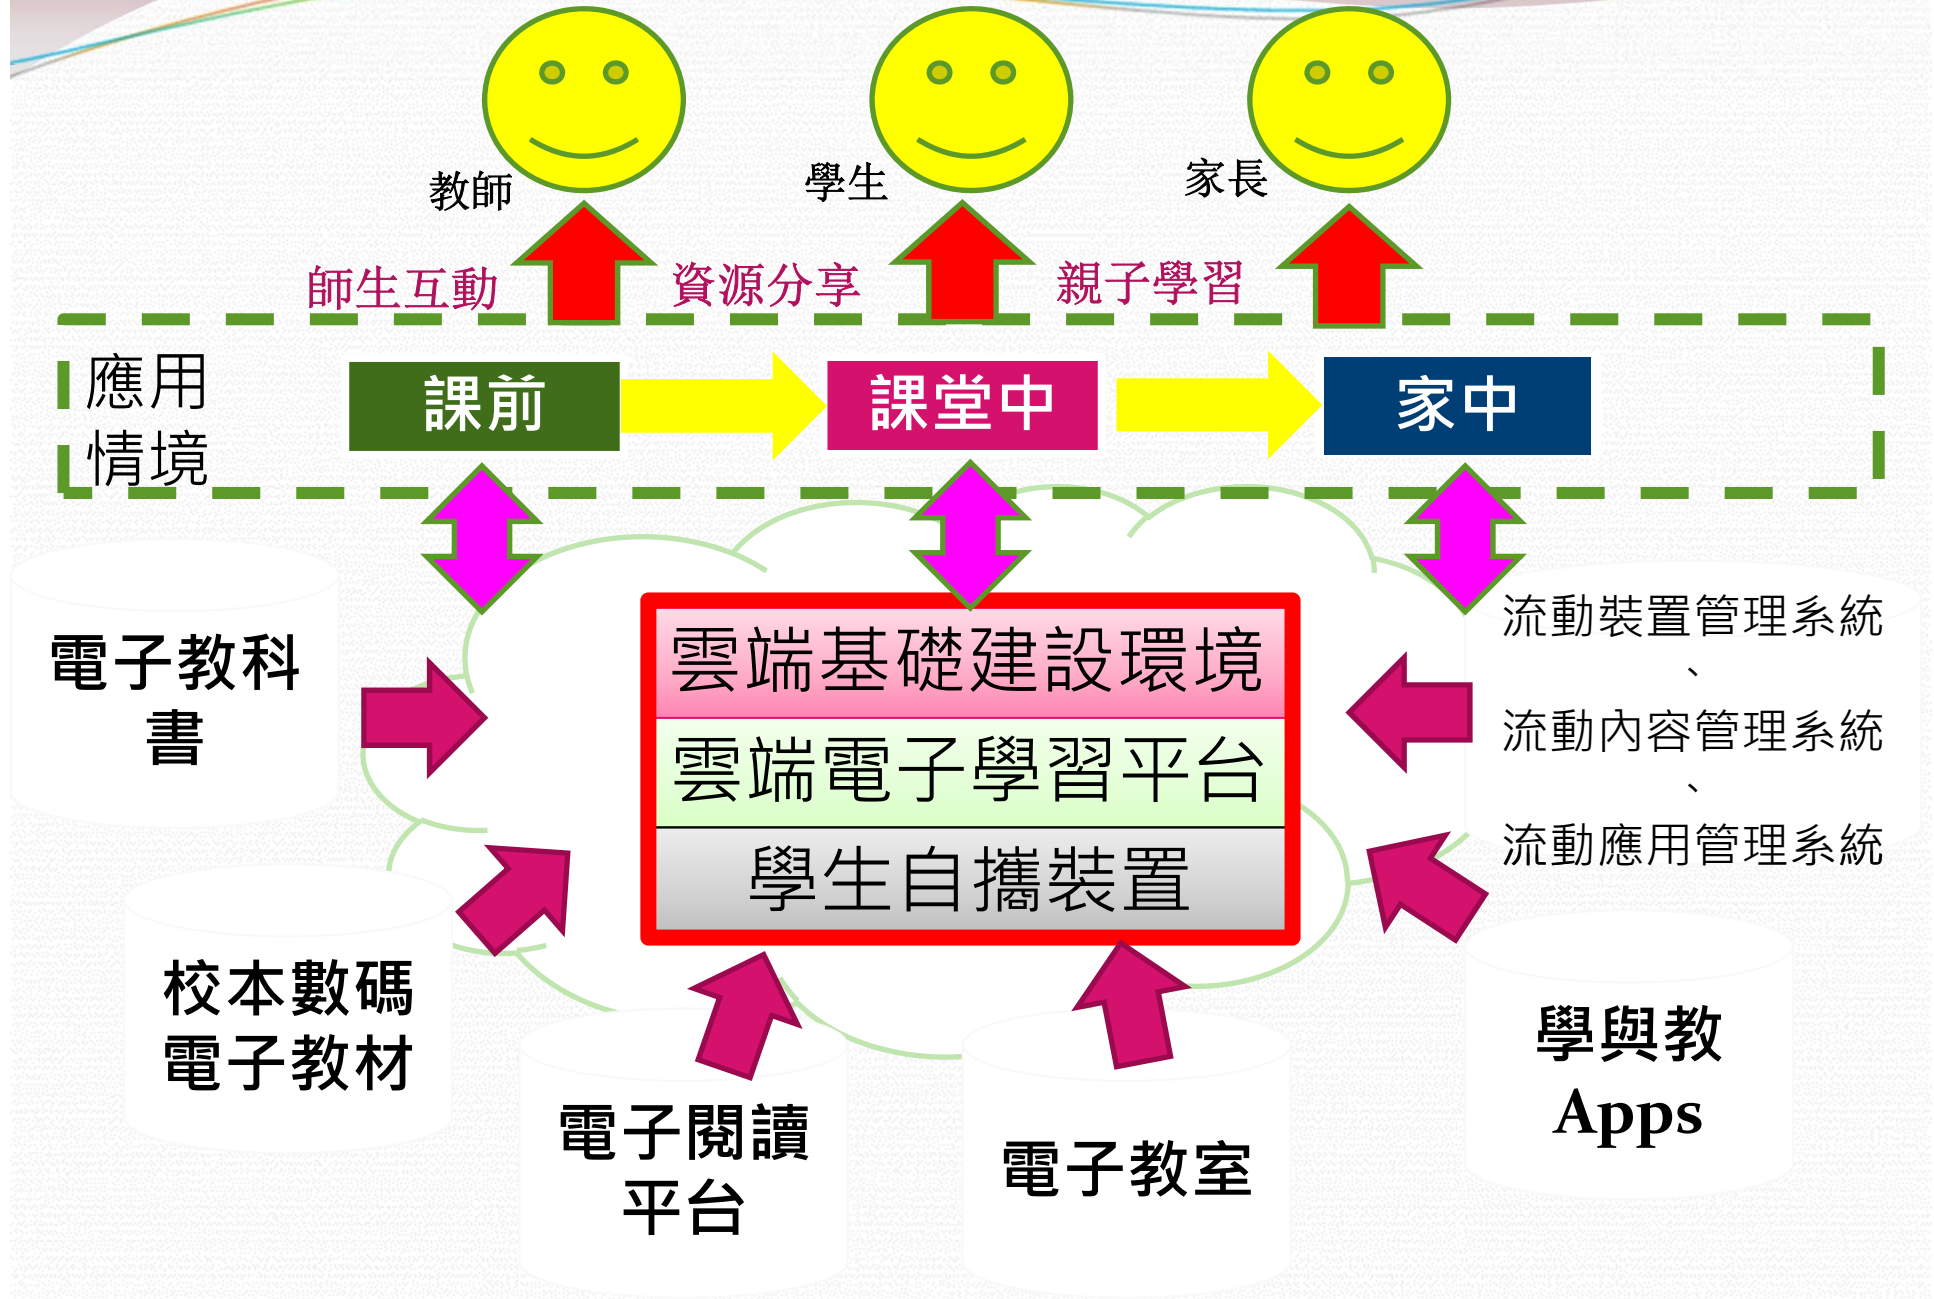 教師
學生
家長
師生互動
資源分享
親子學習
應用
情境
課前
課堂中
家中
電子教科
書
雲端基礎建設環境
雲端電子學習平台
學生自攜裝置
流動裝置管理系統
、
流動內容管理系統
、
流動應用管理系統
校本數碼
電子教材
電子閱讀
平台
電子教室
學與教
Apps